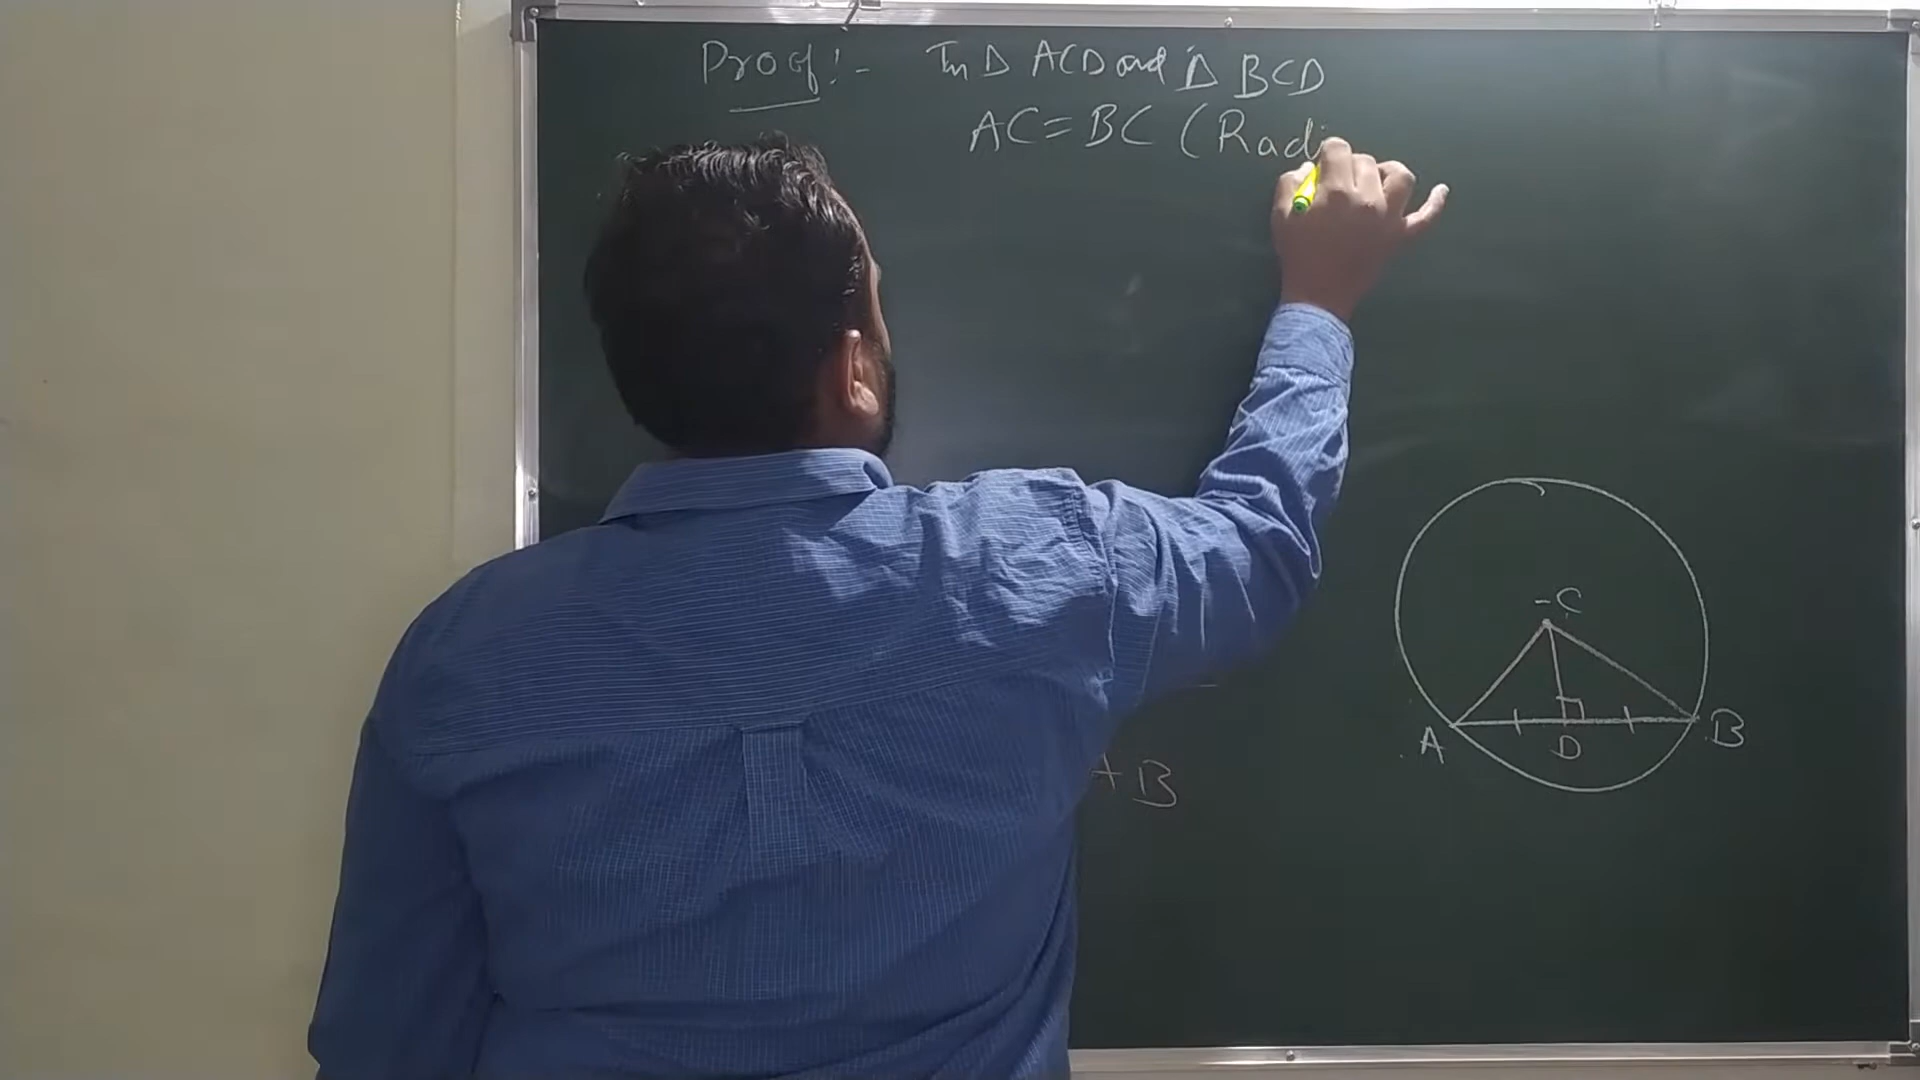 Proof:- In Δ ACD and Δ BCD
AC = BC (Radi
C
A
D
B
AB